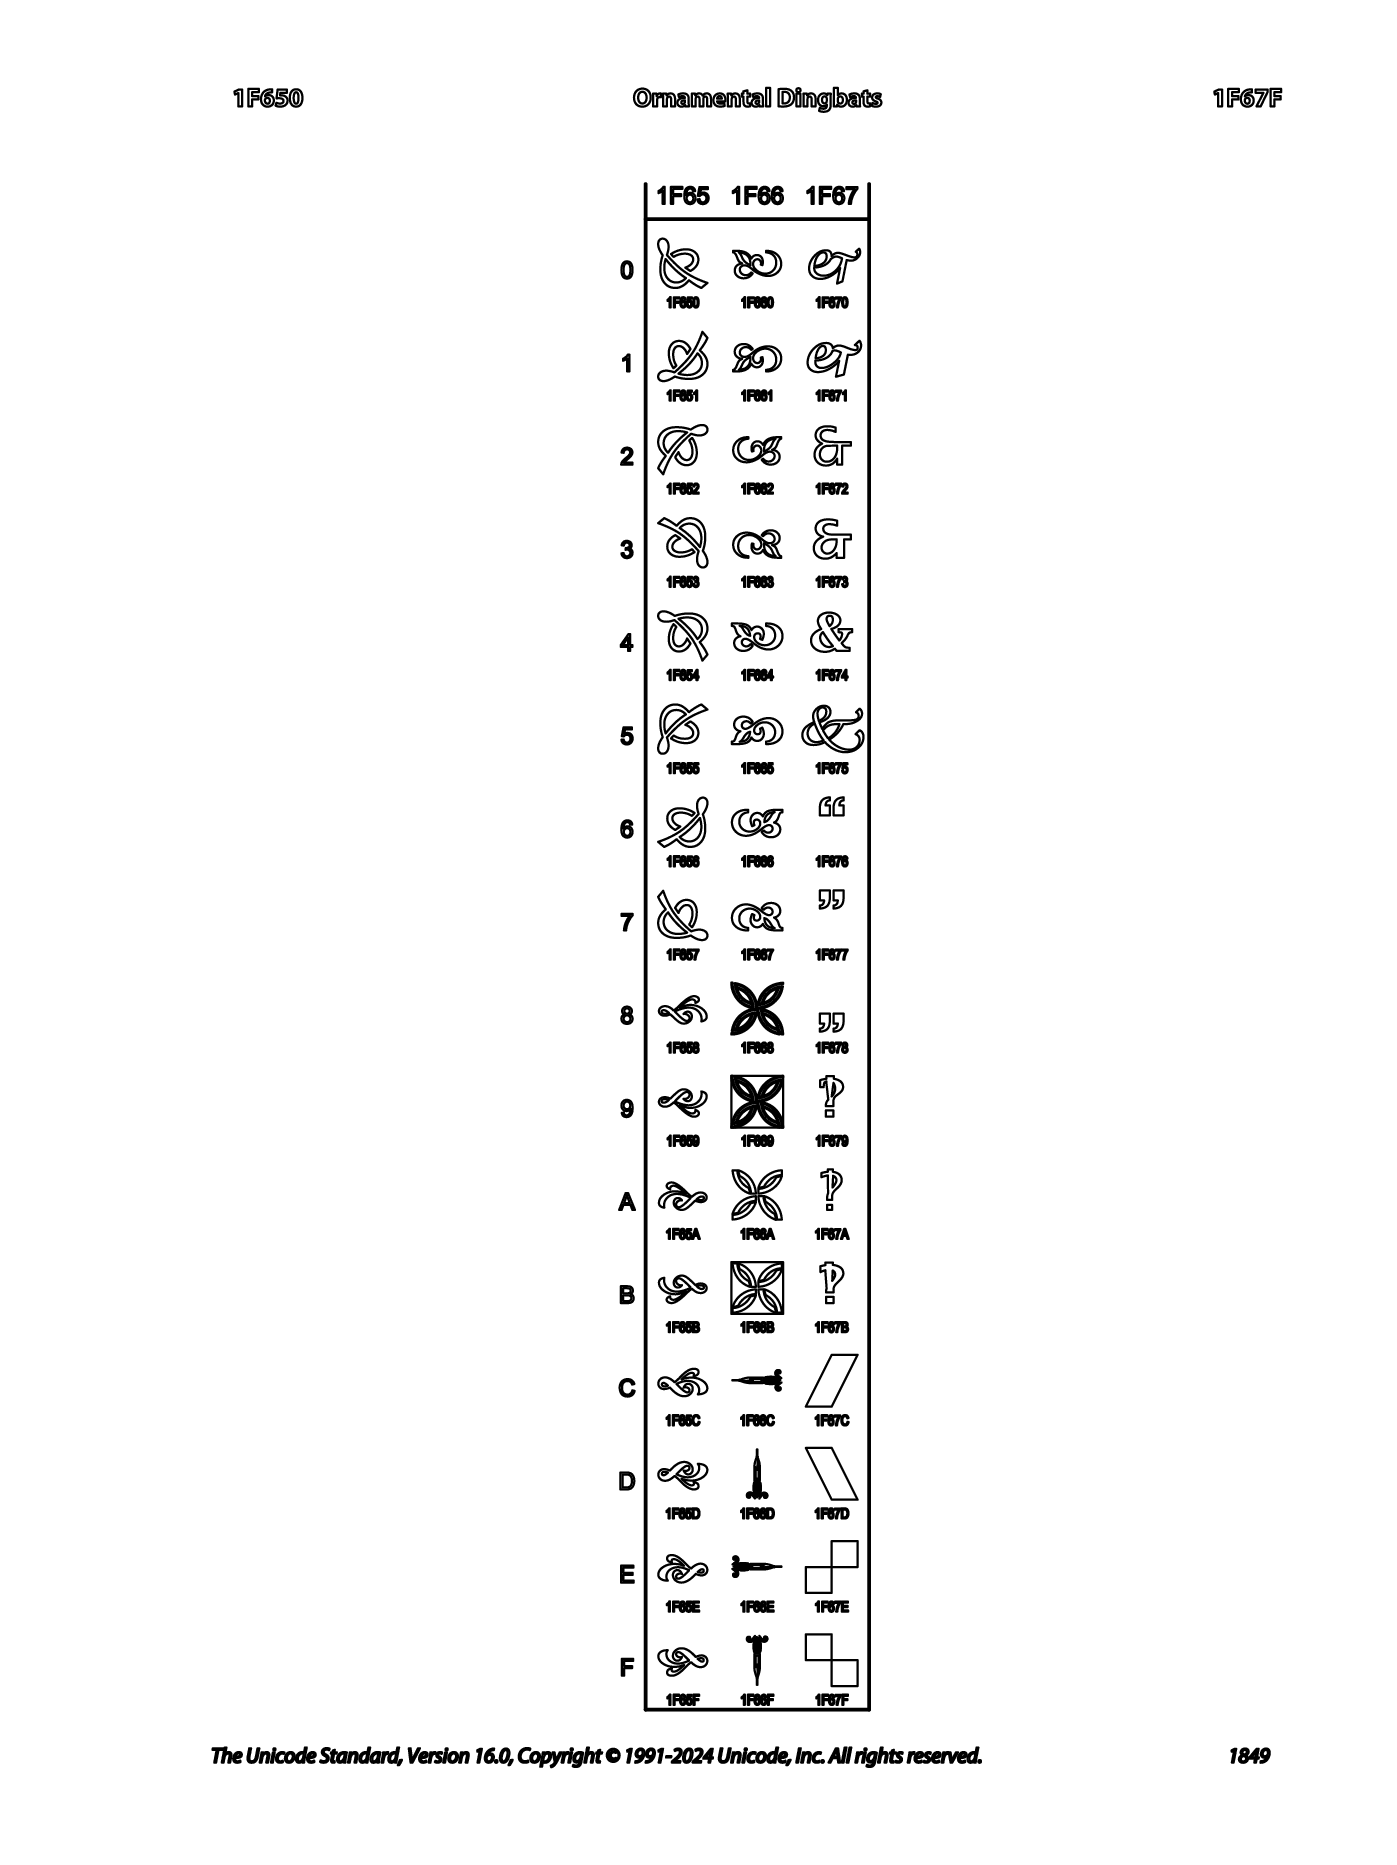 1F650 Ornamental Dingbats 1F67F
1F65 1F66 1F67
0 🙐 🙠 🙰
1F650 1F660 1F670
1 🙑 🙡 🙱
1F651 1F661 1F671
2 🙒 🙢 🙲
1F652 1F662 1F672
3 🙓 🙣 🙳
1F653 1F663 1F673
4 🙔 🙤 🙴
1F654 1F664 1F674
5 🙕 🙥 🙵
1F655 1F665 1F675
6 🙖 🙦 🙶
1F656 1F666 1F676
7 🙗 🙧 🙷
1F657 1F667 1F677
8 🙘 🙨 🙸
1F658 1F668 1F678
9 🙙 🙩 🙹
1F659 1F669 1F679
A 🙚 🙪 🙺
1F65A 1F66A 1F67A
B 🙛 🙫 🙻
1F65B 1F66B 1F67B
C 🙜 🙬 🙼
1F65C 1F66C 1F67C
D 🙝 🙭 🙽
1F65D 1F66D 1F67D
E 🙞 🙮 🙾
1F65E 1F66E 1F67E
F 🙟 🙯 🙿
1F65F 1F66F 1F67F
The Unicode Standard, Version 16.0, Copyright © 1991-2024 Unicode, Inc. All rights reserved. 1849